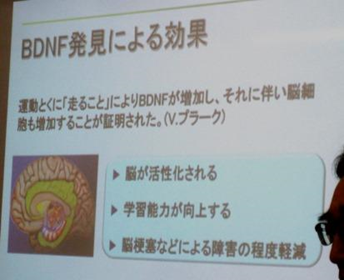 BDNF発見による効果
運動とくに「走ること」によりBDNFが増加し、それに伴い脳細
胞も増加することが証明された。(V.プラーク)
▶ 脳が活性化される
▶ 学習能力が向上する
▶ 脳梗塞などによる障害の程度軽減